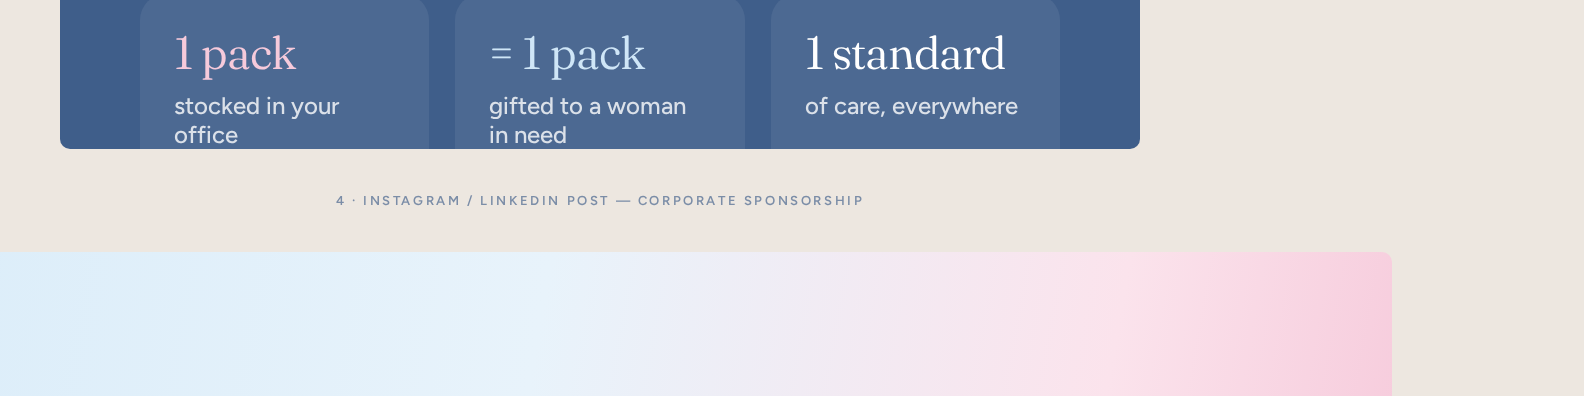 1 pack
stocked in your
office
= 1 pack
gifted to a woman
in need
1 standard
of care, everywhere
4 · INSTAGRAM / LINKEDIN POST — CORPORATE SPONSORSHIP